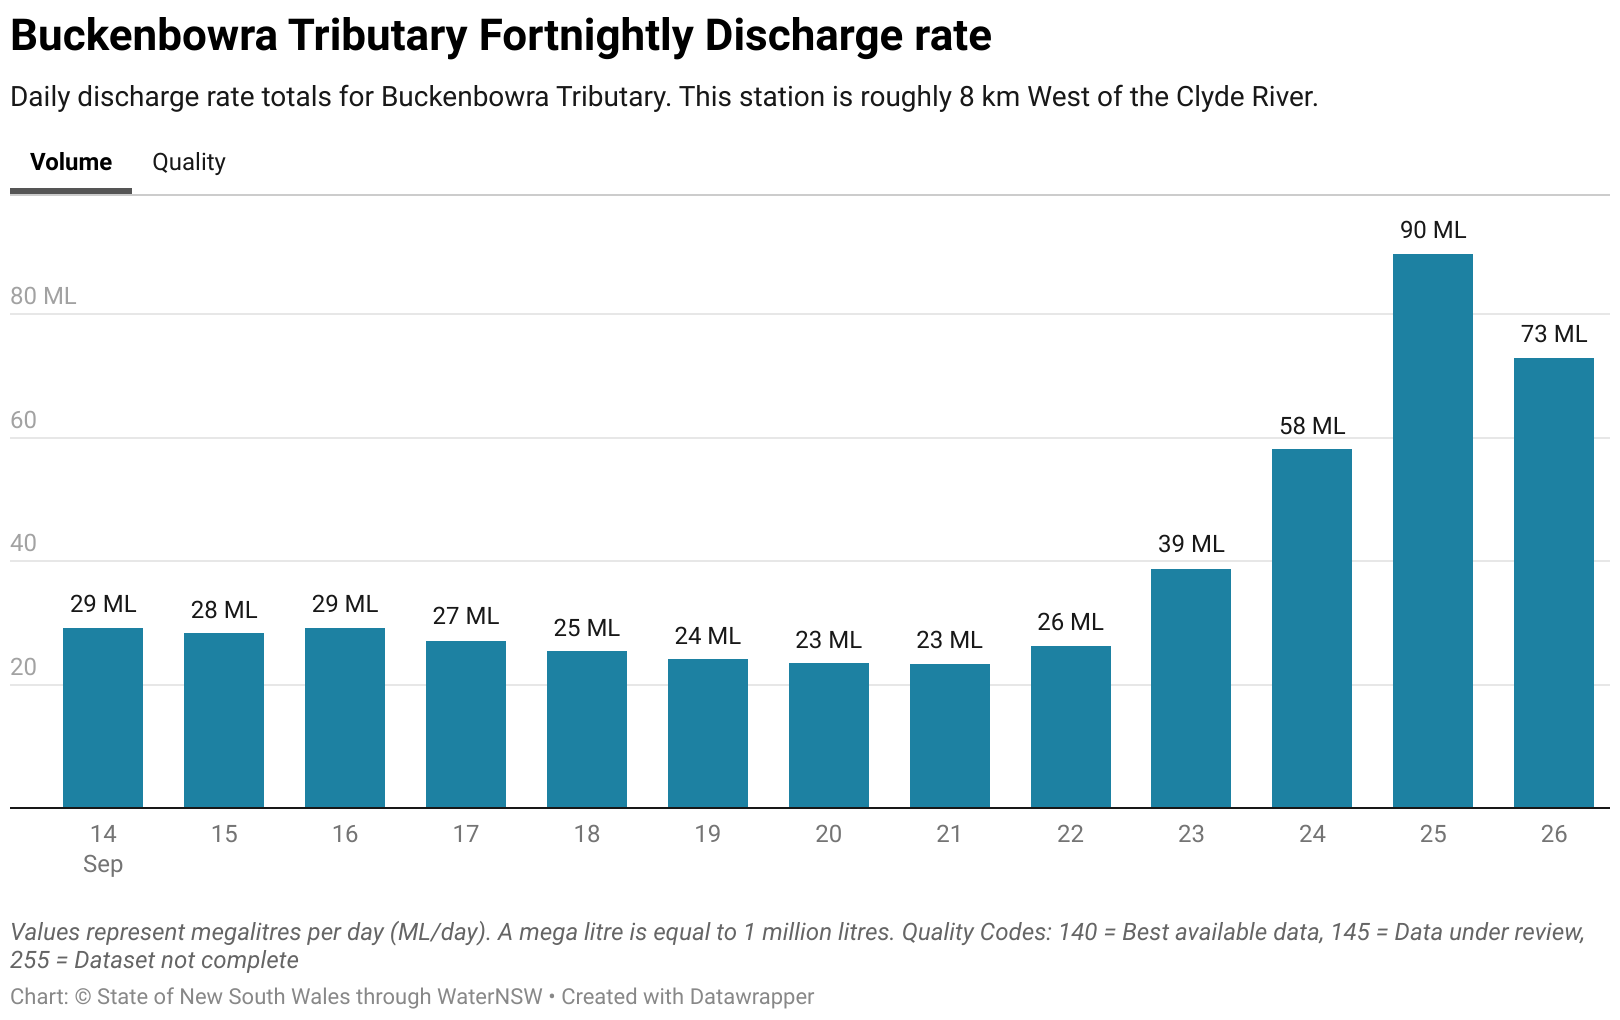 Buckenbowra Tributary Fortnightly Discharge rate
Daily discharge rate totals for Buckenbowra Tributary. This station is roughly 8 km West of the Clyde River.
Volume Quality
90 ML
80 ML
73 ML
60
58 ML
40
39 ML
29 ML 28 ML 29 ML 27 ML 25 ML 24 ML 23 ML 23 ML 26 ML
20
14 15 16 17 18 19 20 21 22 23 24 25 26
Sep
Values represent megalitres per day (ML/day). A mega litre is equal to 1 million litres. Quality Codes: 140 = Best available data, 145 = Data under review,
255 = Dataset not complete
Chart: © State of New South Wales through WaterNSW • Created with Datawrapper